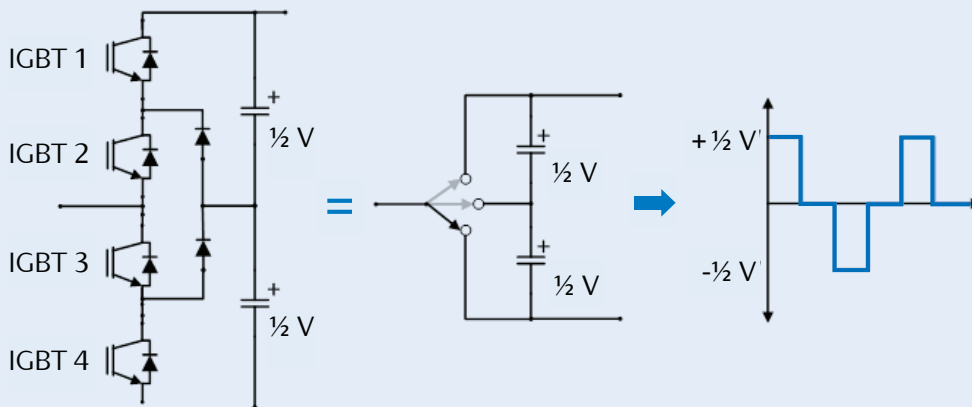 IGBT 1
IGBT 2
IGBT 3
IGBT 4
+
½ V
+
½ V
=
+
½ V
+
½ V
+ ½ V'
-½ V'